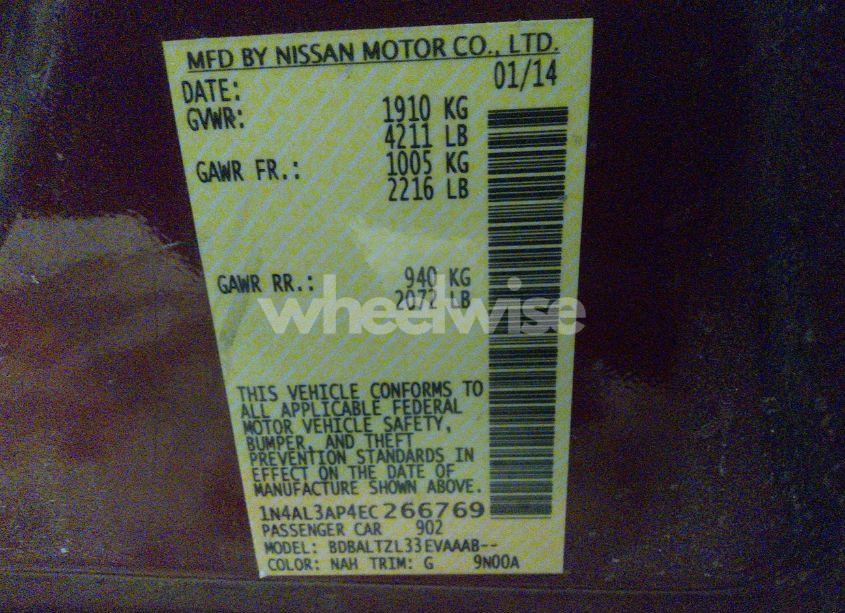 MFD BY NISSAN MOTOR CO., LTD.
DATE: 01/14
GVWR: 1910 KG
4211 LB
GAWR FR.: 1005 KG
2216 LB
GAWR RR.: 940 KG
2072 LB
wheelwise
THIS VEHICLE CONFORMS TO
ALL APPLICABLE FEDERAL
MOTOR VEHICLE SAFETY,
BUMPER, AND THEFT
PREVENTION STANDARDS IN
EFFECT ON THE DATE OF
MANUFACTURE SHOWN ABOVE.
1N4AL3AP4EC266769
PASSENGER CAR 902
MODEL: BDBALTZL33EVAAAB--
COLOR: NAH TRIM: G 9N00A